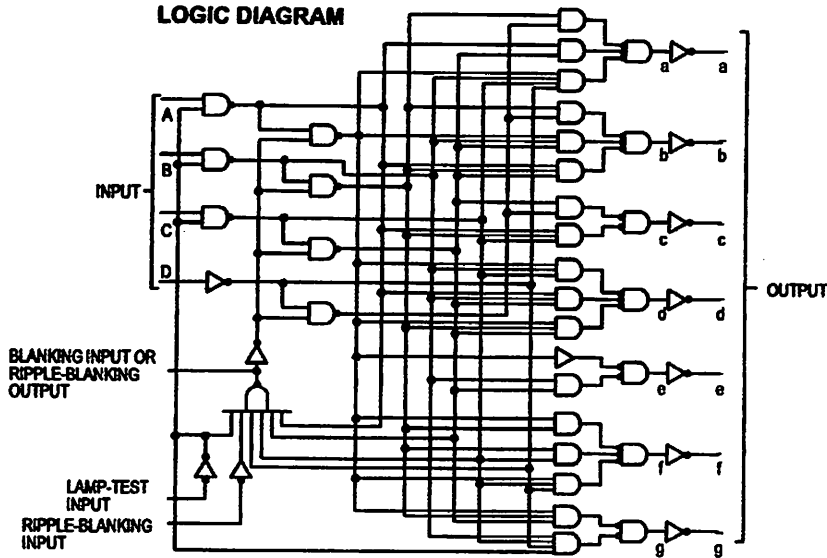 LOGIC DIAGRAM
A
B
INPUT
C
D
BLANKING INPUT OR
RIPPLE-BLANKING
OUTPUT
LAMP-TEST
INPUT
RIPPLE-BLANKING
INPUT
a a
b b
c c
d d
e e
f f
g g
OUTPUT